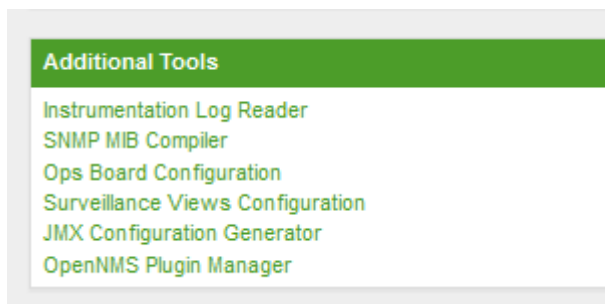 Additional Tools
Instrumentation Log Reader
SNMP MIB Compiler
Ops Board Configuration
Surveillance Views Configuration
JMX Configuration Generator
OpenNMS Plugin Manager